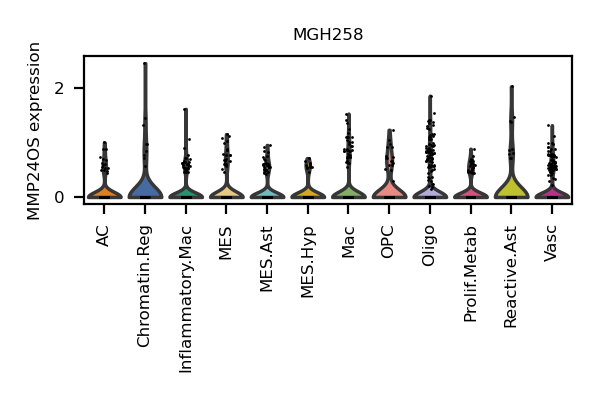 MGH258
MMP24OS expression
2
0
AC
Chromatin.Reg
Inflammatory.Mac
MES
MES.Ast
MES.Hyp
Mac
OPC
Oligo
Prolif.Metab
Reactive.Ast
Vasc